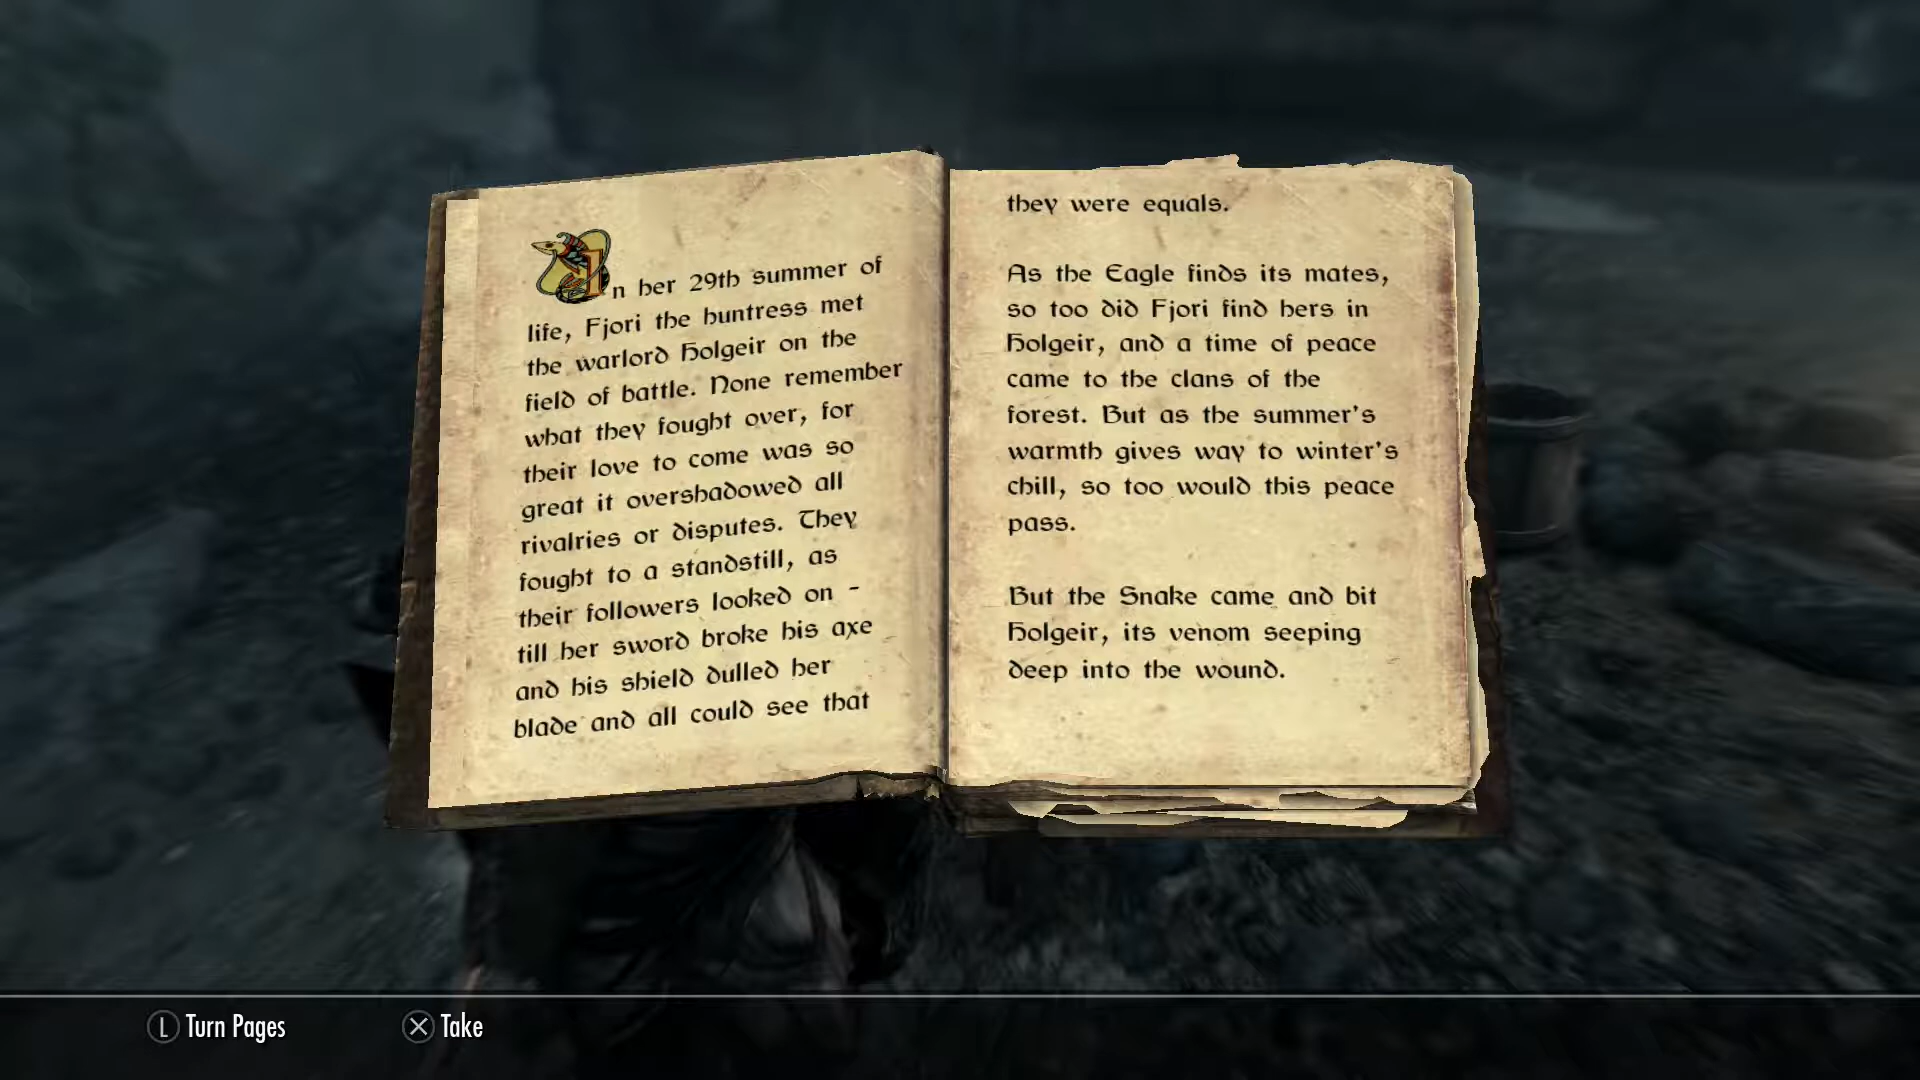 In her 29th summer of
life, Fjori the huntress met
the warlord Holgeir on the
field of battle. None remember
what they fought over, for
their love to come was so
great it overshadowed all
rivalries or disputes. They
fought to a standstill, as
their followers looked on -
till her sword broke his axe
and his shield dulled her
blade and all could see that
they were equals.
As the Eagle finds its mates,
so too did Fjori find hers in
Holgeir, and a time of peace
came to the clans of the
forest. But as the summer's
warmth gives way to winter's
chill, so too would this peace
pass.
But the Snake came and bit
Holgeir, its venom seeping
deep into the wound.
L Turn Pages
X Take